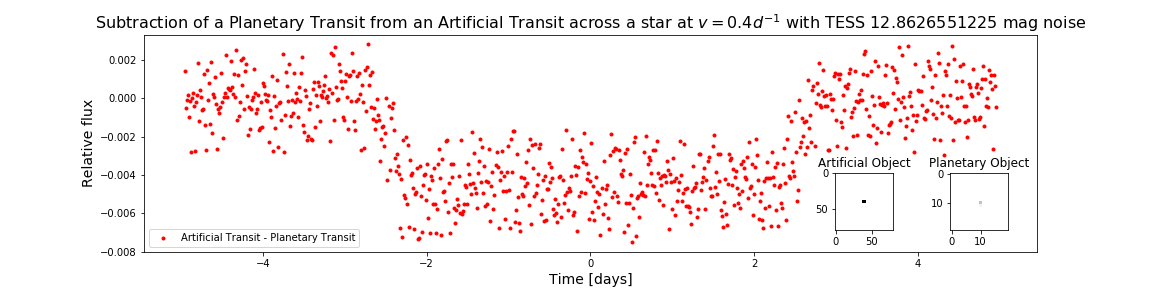 Subtraction of a Planetary Transit from an Artificial Transit across a star at v = 0.4d⁻¹ with TESS 12.8626551225 mag noise
Relative flux
0.002
0.000
−0.002
−0.004
−0.006
−0.008
Artificial Transit - Planetary Transit
Artificial Object
0
50
0 50
Planetary Object
0
10
0 10
−4 −2 0 2 4
Time [days]